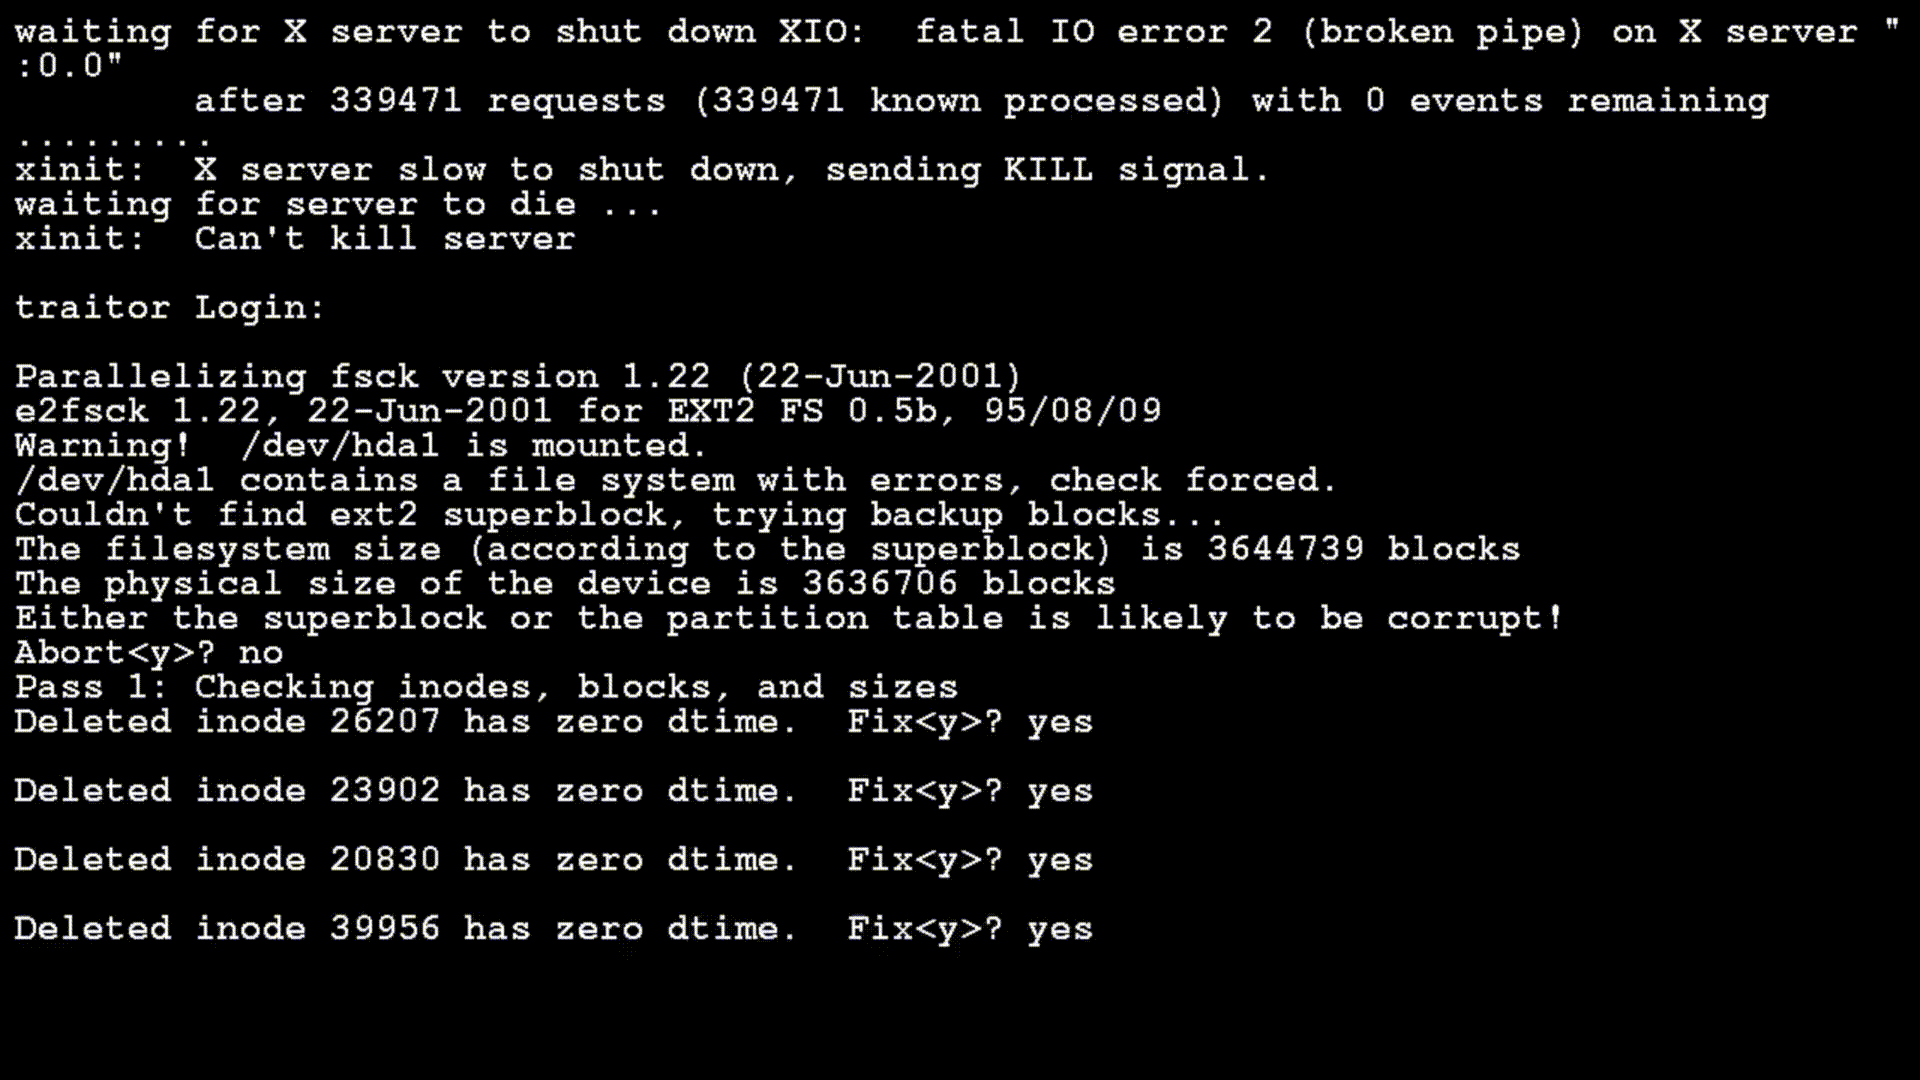 waiting for X server to shut down XIO:  fatal IO error 2 (broken pipe) on X server "
:0.0"
        after 339471 requests (339471 known processed) with 0 events remaining
.........
xinit:  X server slow to shut down, sending KILL signal.
waiting for server to die ...
xinit:  Can't kill server
traitor Login:
Parallelizing fsck version 1.22 (22-Jun-2001)
e2fsck 1.22, 22-Jun-2001 for EXT2 FS 0.5b, 95/08/09
Warning!  /dev/hda1 is mounted.
/dev/hda1 contains a file system with errors, check forced.
Couldn't find ext2 superblock, trying backup blocks...
The filesystem size (according to the superblock) is 3644739 blocks
The physical size of the device is 3636706 blocks
Either the superblock or the partition table is likely to be corrupt!
Abort<y>? no
Pass 1: Checking inodes, blocks, and sizes
Deleted inode 26207 has zero dtime.  Fix<y>? yes
Deleted inode 23902 has zero dtime.  Fix<y>? yes
Deleted inode 20830 has zero dtime.  Fix<y>? yes
Deleted inode 39956 has zero dtime.  Fix<y>? yes